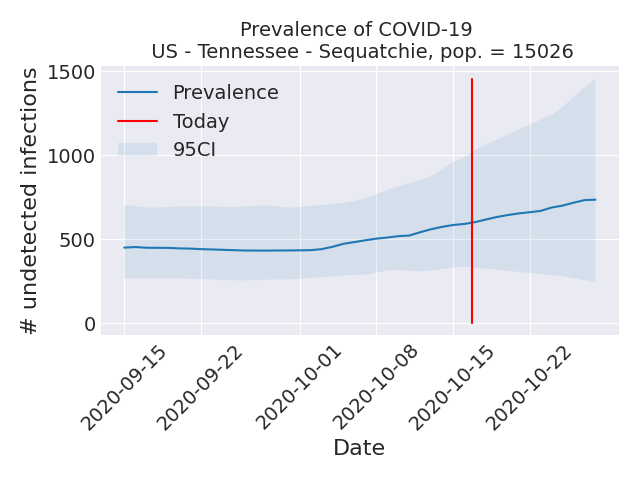 Prevalence of COVID-19
US - Tennessee - Sequatchie, pop. = 15026
# undetected infections
1500
1000
500
0
Prevalence
Today
95CI
2020-09-15
2020-09-22
2020-10-01
2020-10-08
2020-10-15
2020-10-22
Date